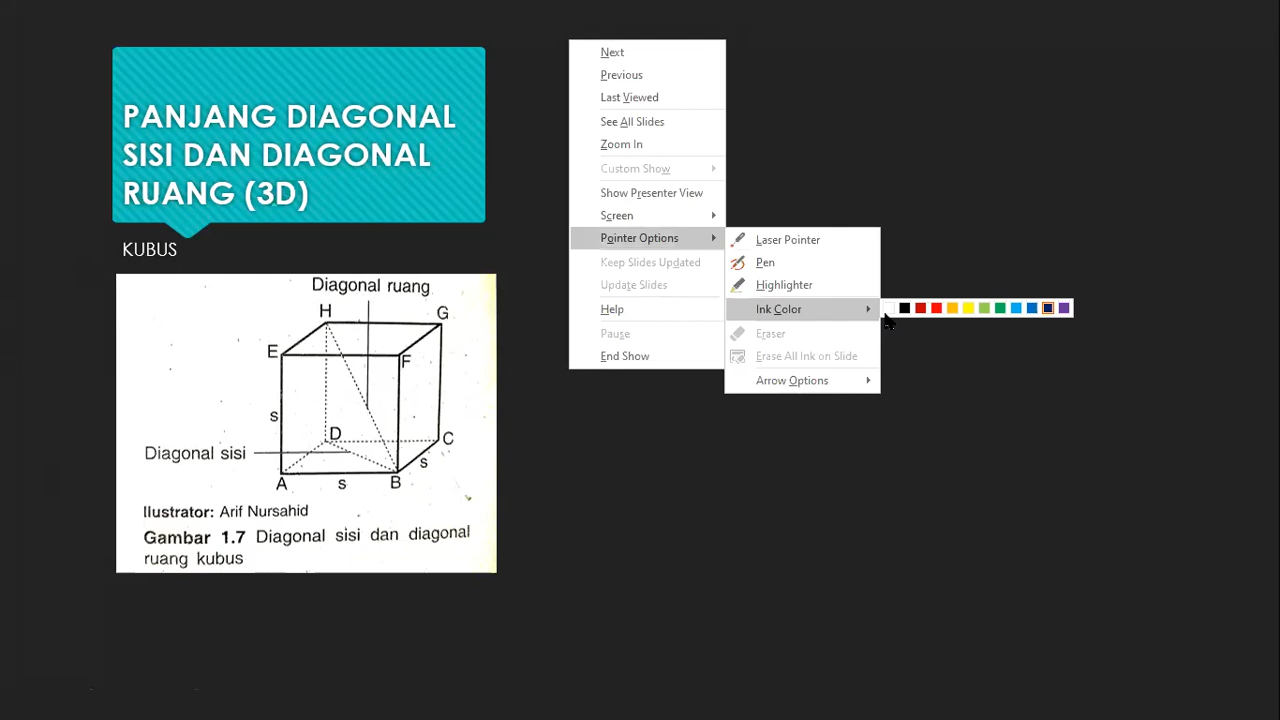 PANJANG DIAGONAL
SISI DAN DIAGONAL
RUANG (3D)
KUBUS
Diagonal ruang
H
G
E
F
s
D
C
Diagonal sisi
s
A
s
B
Ilustrator: Arif Nursahid
Gambar 1.7 Diagonal sisi dan diagonal
ruang kubus
Next
Previous
Last Viewed
See All Slides
Zoom In
Custom Show
Show Presenter View
Screen
Pointer Options
Keep Slides Updated
Update Slides
Help
Pause
End Show
Laser Pointer
Pen
Highlighter
Ink Color
Eraser
Erase All Ink on Slide
Arrow Options